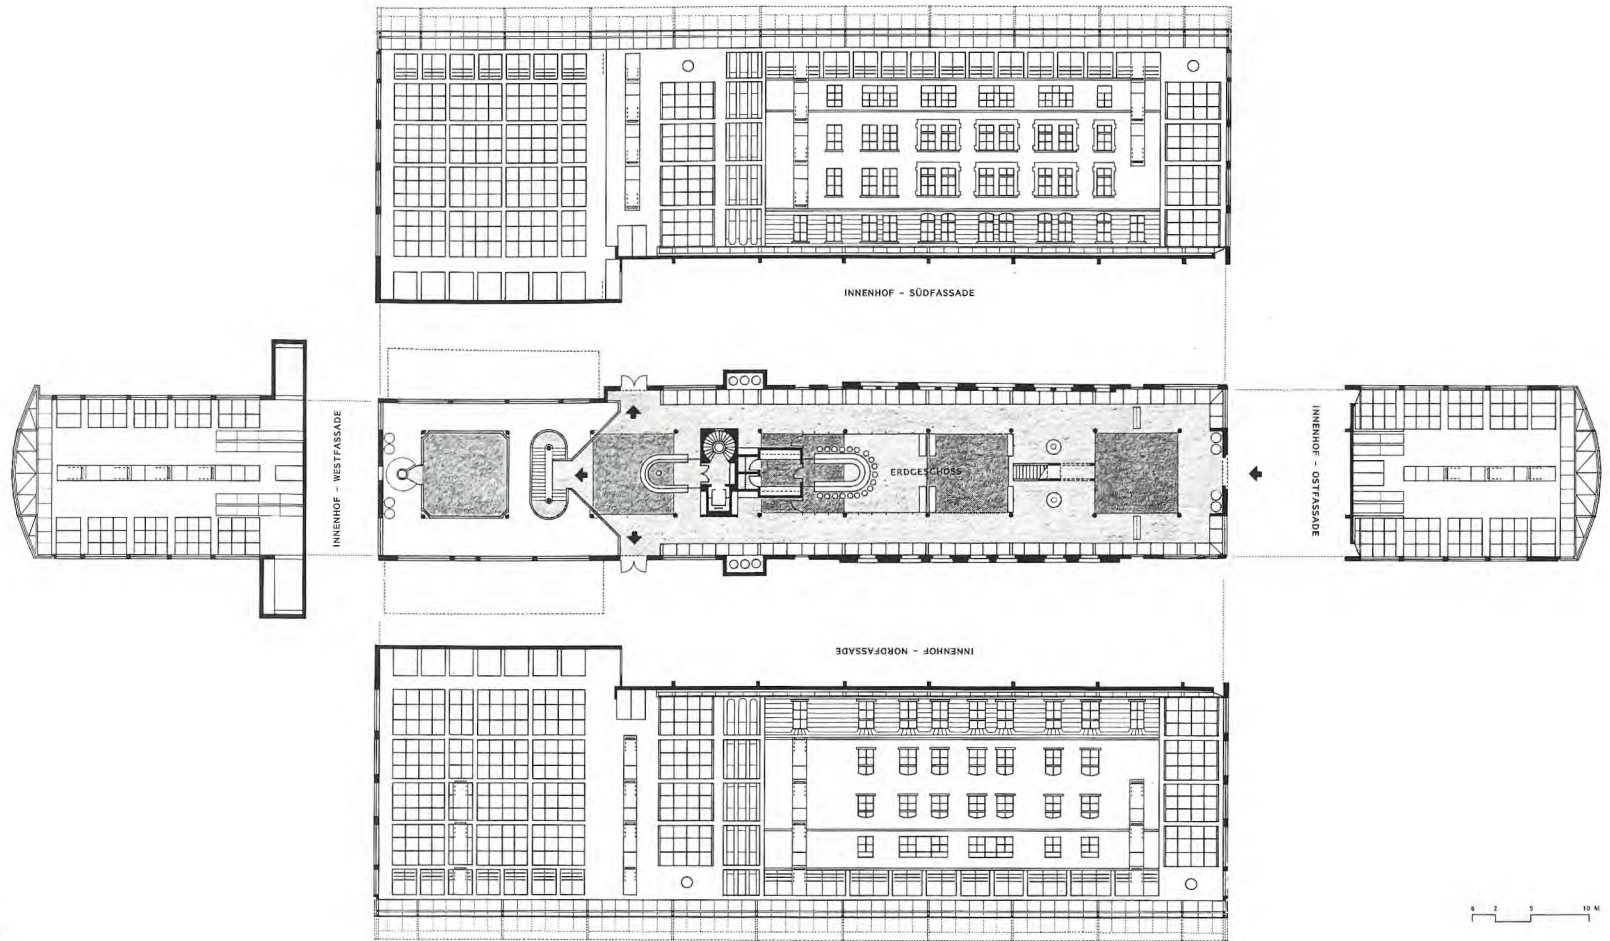 INNENHOF - SÜDFASSADE
INNENHOF - WESTFASSADE
ERDGESCHOSS
INNENHOF - OSTFASSADE
INNENHOF - NORDFASSADE
0 2 5 10 M